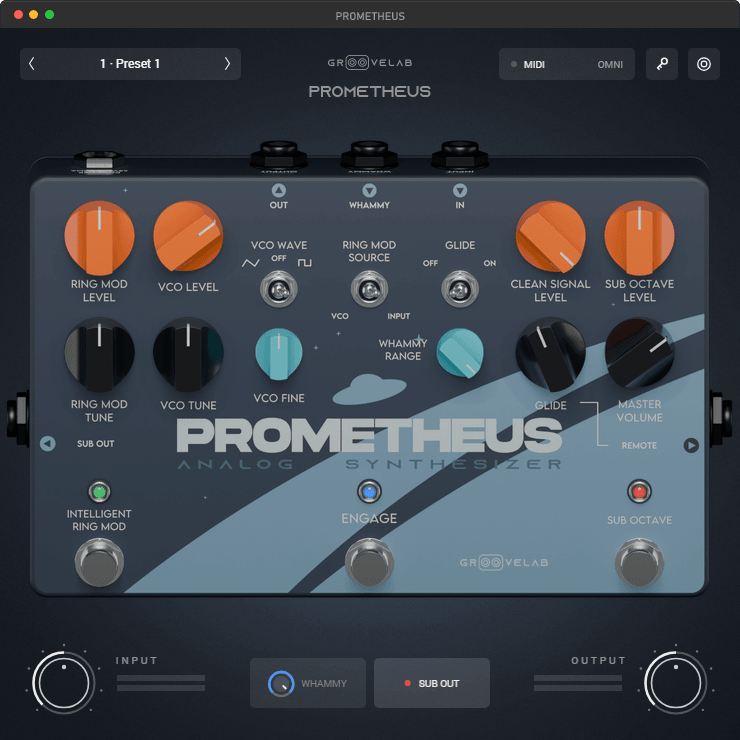 PROMETHEUS
1 · Preset 1
GROOVELAB
MIDI
OMNI
PROMETHEUS
OUT
WHAMMY
IN
VCO WAVE
OFF
RING MOD
SOURCE
GLIDE
OFF
ON
RING MOD
LEVEL
VCO LEVEL
CLEAN SIGNAL
LEVEL
SUB OCTAVE
LEVEL
VCO
INPUT
WHAMMY
RANGE
RING MOD
TUNE
VCO TUNE
VCO FINE
GLIDE
MASTER
VOLUME
SUB OUT
REMOTE
PROMETHEUS
ANALOG SYNTHESIZER
INTELLIGENT
RING MOD
ENGAGE
SUB OCTAVE
GROOVELAB
INPUT
OUTPUT
WHAMMY
SUB OUT